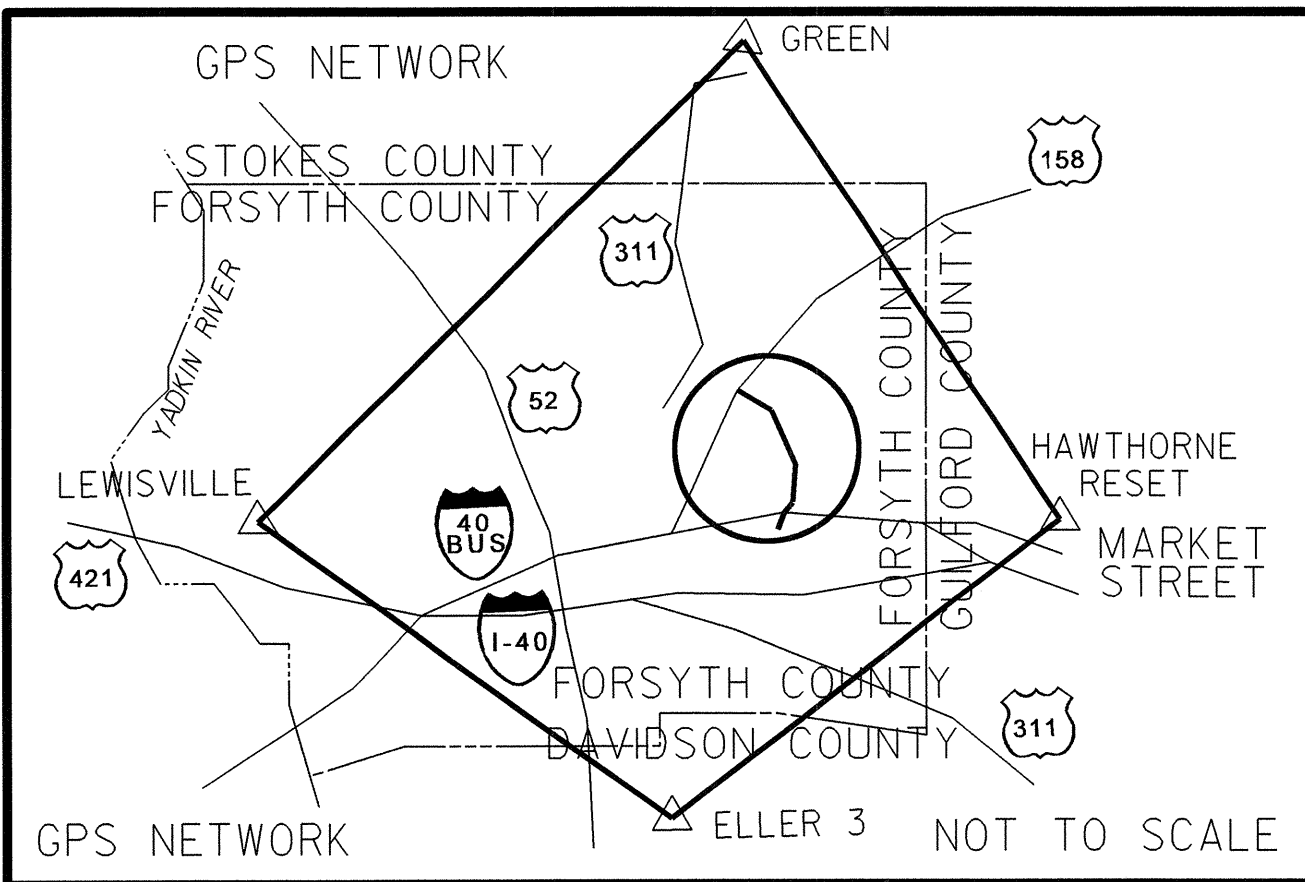 GREEN
GPS NETWORK
158
STOKES COUNTY
FORSYTH COUNTY
311
FORSYTH COUNTY
GUILFORD COUNTY
YADKIN RIVER
52
HAWTHORNE
RESET
LEWISVILLE
40
BUS
MARKET
STREET
421
I-40
FORSYTH COUNTY
DAVIDSON COUNTY
311
ELLER 3
GPS NETWORK
NOT TO SCALE